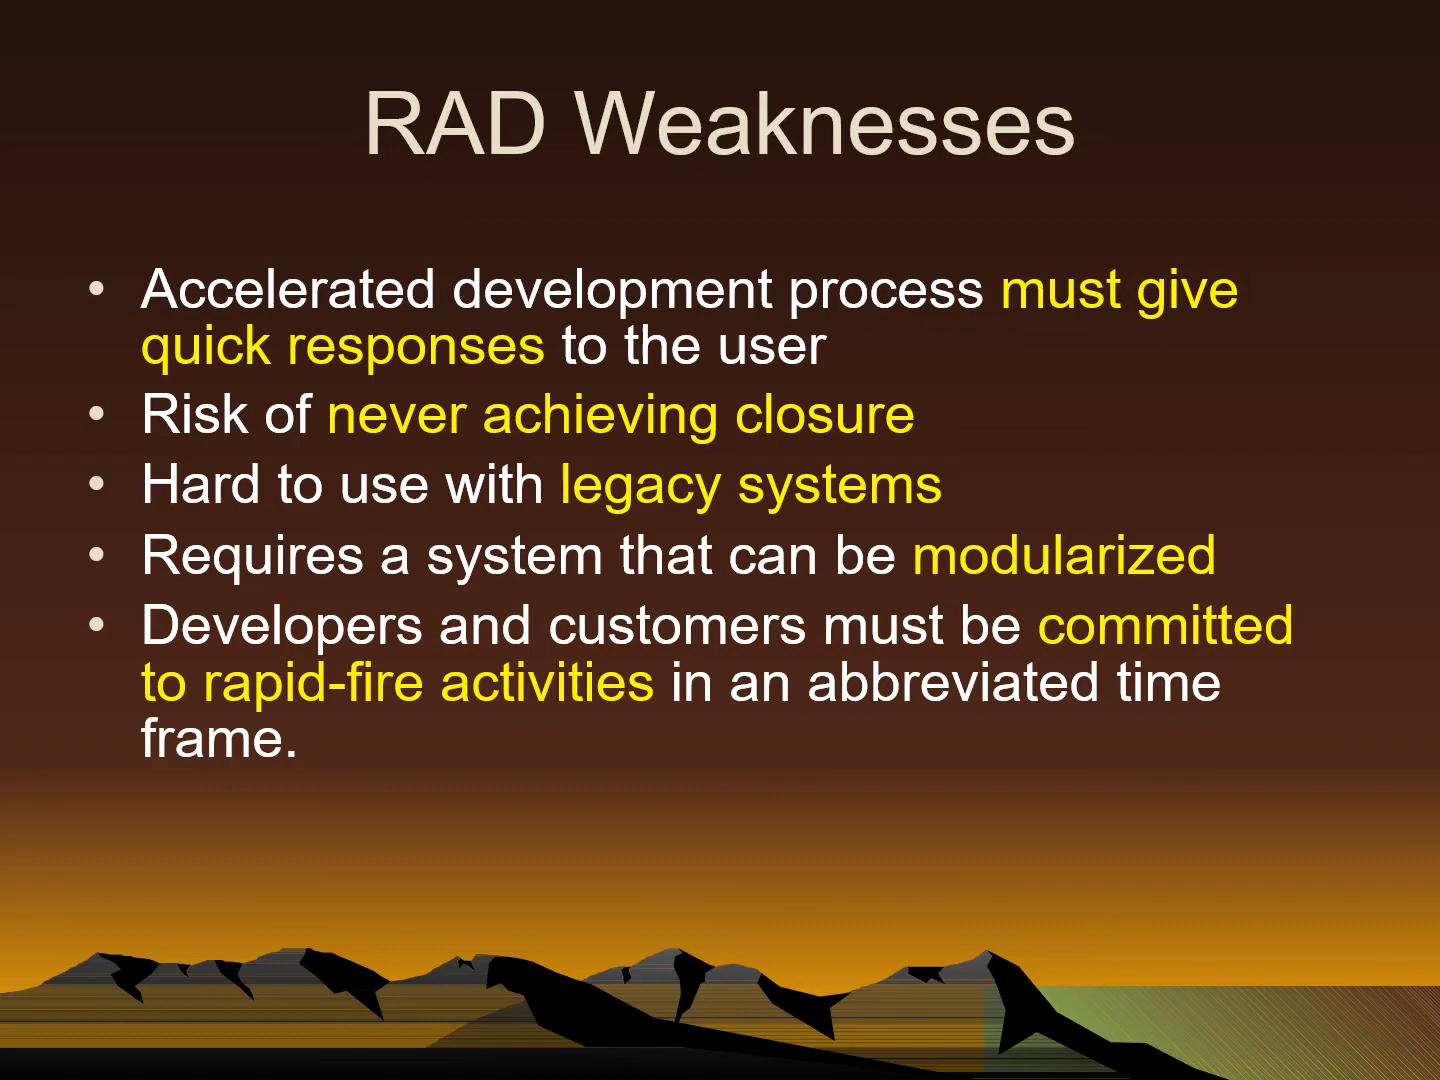 RAD Weaknesses
• Accelerated development process must give
quick responses to the user
• Risk of never achieving closure
• Hard to use with legacy systems
• Requires a system that can be modularized
• Developers and customers must be committed
to rapid-fire activities in an abbreviated time
frame.